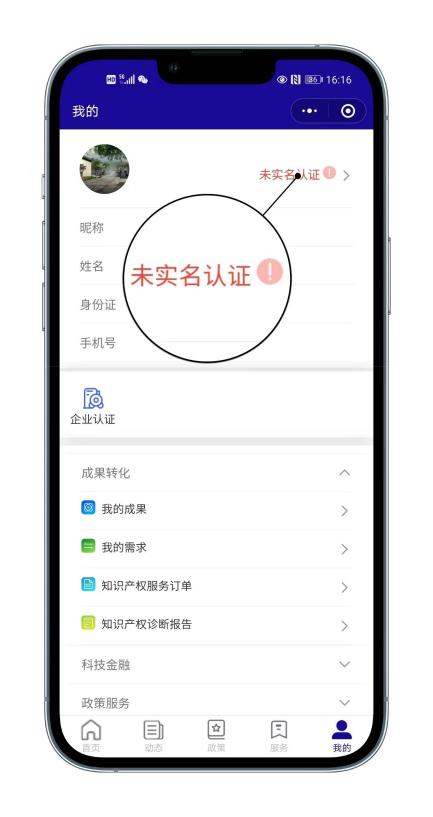 HD 5G 86 16:16
我的
未实名认证 !
昵称
未实名认证 !
姓名
身份证
手机号
企业认证
成果转化
我的成果
我的需求
知识产权服务订单
知识产权诊断报告
科技金融
政策服务
首页 动态 政策 服务 我的